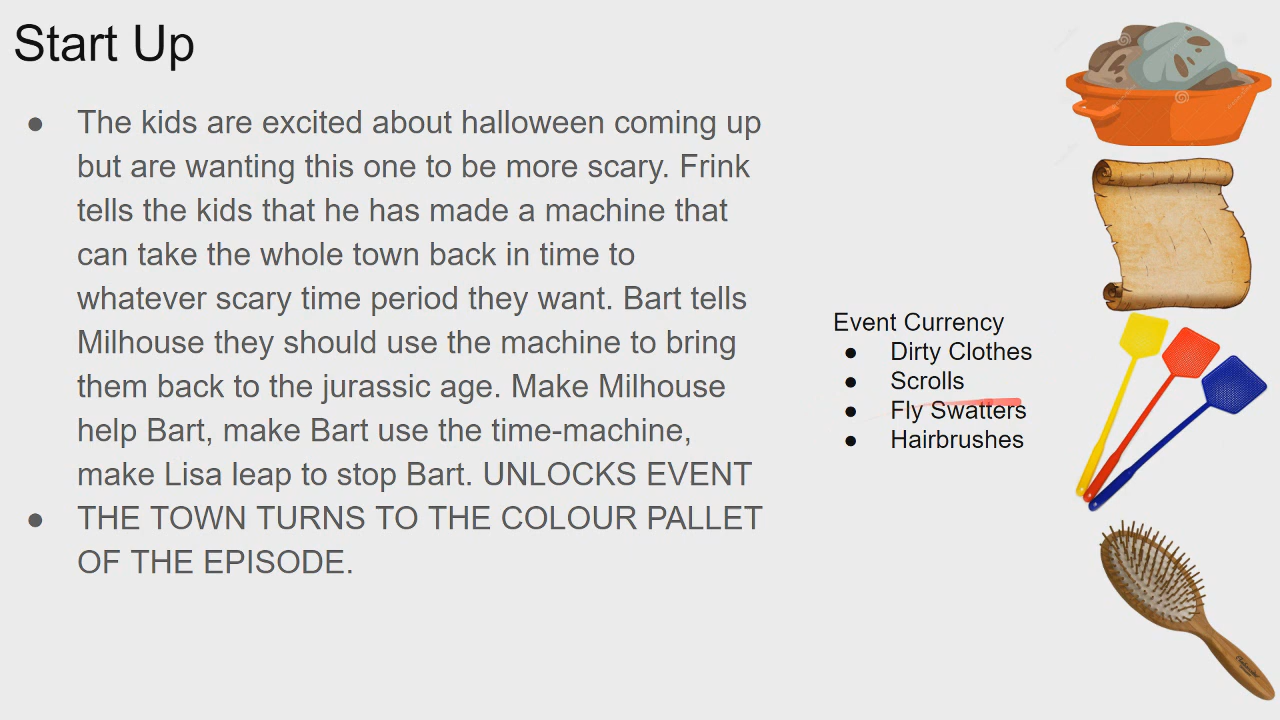 Start Up
● The kids are excited about halloween coming up
but are wanting this one to be more scary. Frink
tells the kids that he has made a machine that
can take the whole town back in time to
whatever scary time period they want. Bart tells
Milhouse they should use the machine to bring
them back to the jurassic age. Make Milhouse
help Bart, make Bart use the time-machine,
make Lisa leap to stop Bart. UNLOCKS EVENT
● THE TOWN TURNS TO THE COLOUR PALLET
OF THE EPISODE.
Event Currency
● Dirty Clothes
● Scrolls
● Fly Swatters
● Hairbrushes